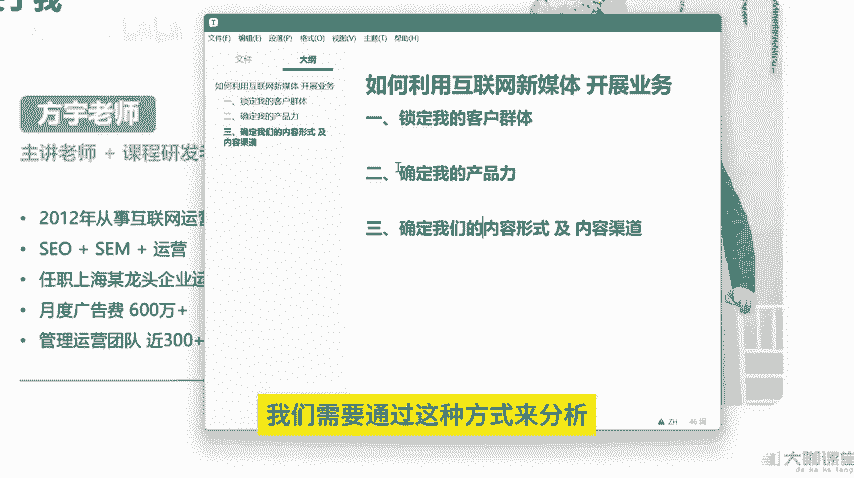 于我
方宇老师
主讲老师 + 课程研发
• 2012年从事互联网运营
• SEO + SEM + 运营
• 任职上海某龙头企业运
• 月度广告费 600万+
• 管理运营团队 近300+
T
文件(F) 编辑(E) 段落(P) 格式(O) 视图(V) 主题(T) 帮助(H)
文件 大纲
如何利用互联网新媒体 开展业务
一、锁定我的客户群体
二、确定我的产品力
三、确定我们的内容形式 及
内容渠道
如何利用互联网新媒体 开展业务
一、锁定我的客户群体
二、确定我的产品力
三、确定我们的内容形式 及 内容渠道
ZH 46 词
我们需要通过这种方式来分析
大咖课堂
da ka ke tang